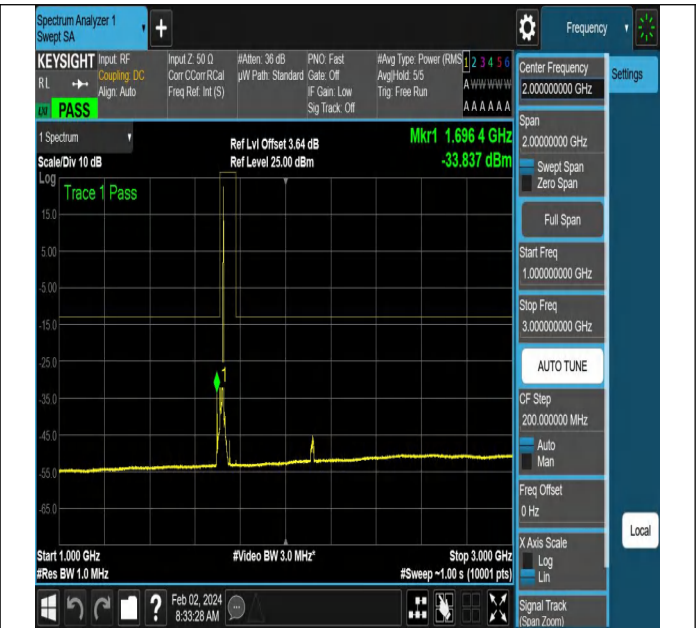 Spectrum Analyzer 1
Swept SA
+
Frequency
KEYSIGHT
Input: RF
Input Z: 50 Ω
#Atten: 36 dB
PNO: Fast
#Avg Type: Power (RMS
1 2 3 4 5 6
RL
Coupling: DC
Corr CCorr RCal
µW Path: Standard
Gate: Off
Avg|Hold: 5/5
A W W W W W
Align: Auto
Freq Ref: Int (S)
IF Gain: Low
Trig: Free Run
Sig Track: Off
A A A A A A
PASS
Settings
1 Spectrum
Ref Lvl Offset 3.64 dB
Mkr1 1.696 4 GHz
Scale/Div 10 dB
Ref Level 25.00 dBm
-33.837 dBm
Log
Trace 1 Pass
15.0
5.00
-5.00
-15.0
-25.0
1
-35.0
-45.0
-55.0
-65.0
Start 1.000 GHz
#Video BW 3.0 MHz*
Stop 3.000 GHz
#Res BW 1.0 MHz
#Sweep ~1.00 s (10001 pts)
Center Frequency
2.000000000 GHz
Span
2.00000000 GHz
Swept Span
Zero Span
Full Span
Start Freq
1.000000000 GHz
Stop Freq
3.000000000 GHz
AUTO TUNE
CF Step
200.000000 MHz
Auto
Man
Freq Offset
0 Hz
X Axis Scale
Log
Lin
Signal Track
(Span Zoom)
Local
?
Feb 02, 2024
8:33:28 AM